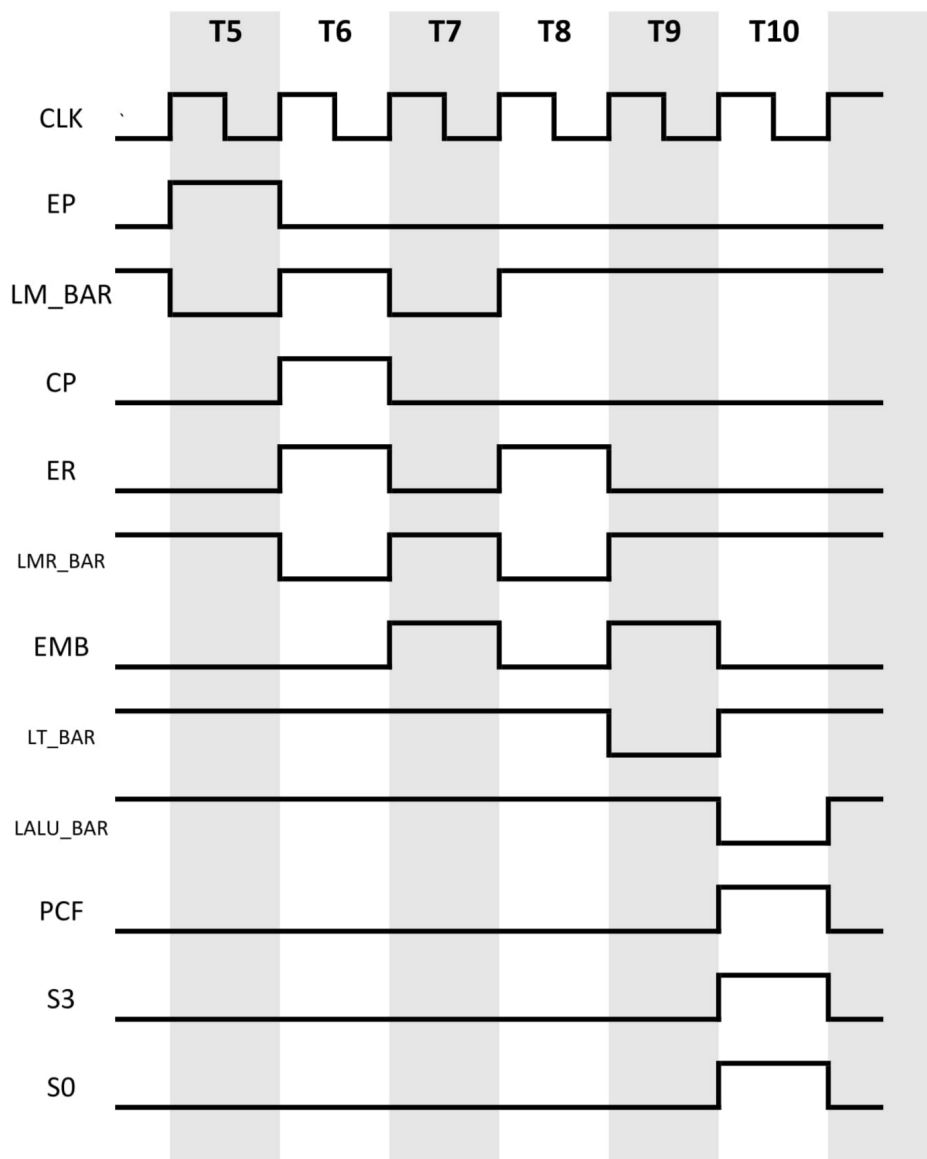 T5 T6 T7 T8 T9 T10
CLK
EP
LM_BAR
CP
ER
LMR_BAR
EMB
LT_BAR
LALU_BAR
PCF
S3
S0